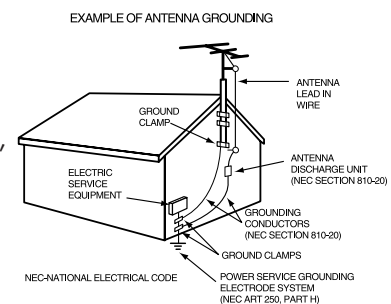 EXAMPLE OF ANTENNA GROUNDING
ANTENNA
LEAD IN
WIRE
GROUND
CLAMP
ANTENNA
DISCHARGE UNIT
(NEC SECTION 810-20)
ELECTRIC
SERVICE
EQUIPMENT
GROUNDING
CONDUCTORS
(NEC SECTION 810-20)
GROUND CLAMPS
NEC-NATIONAL ELECTRICAL CODE
POWER SERVICE GROUNDING
ELECTRODE SYSTEM
(NEC ART 250, PART H)